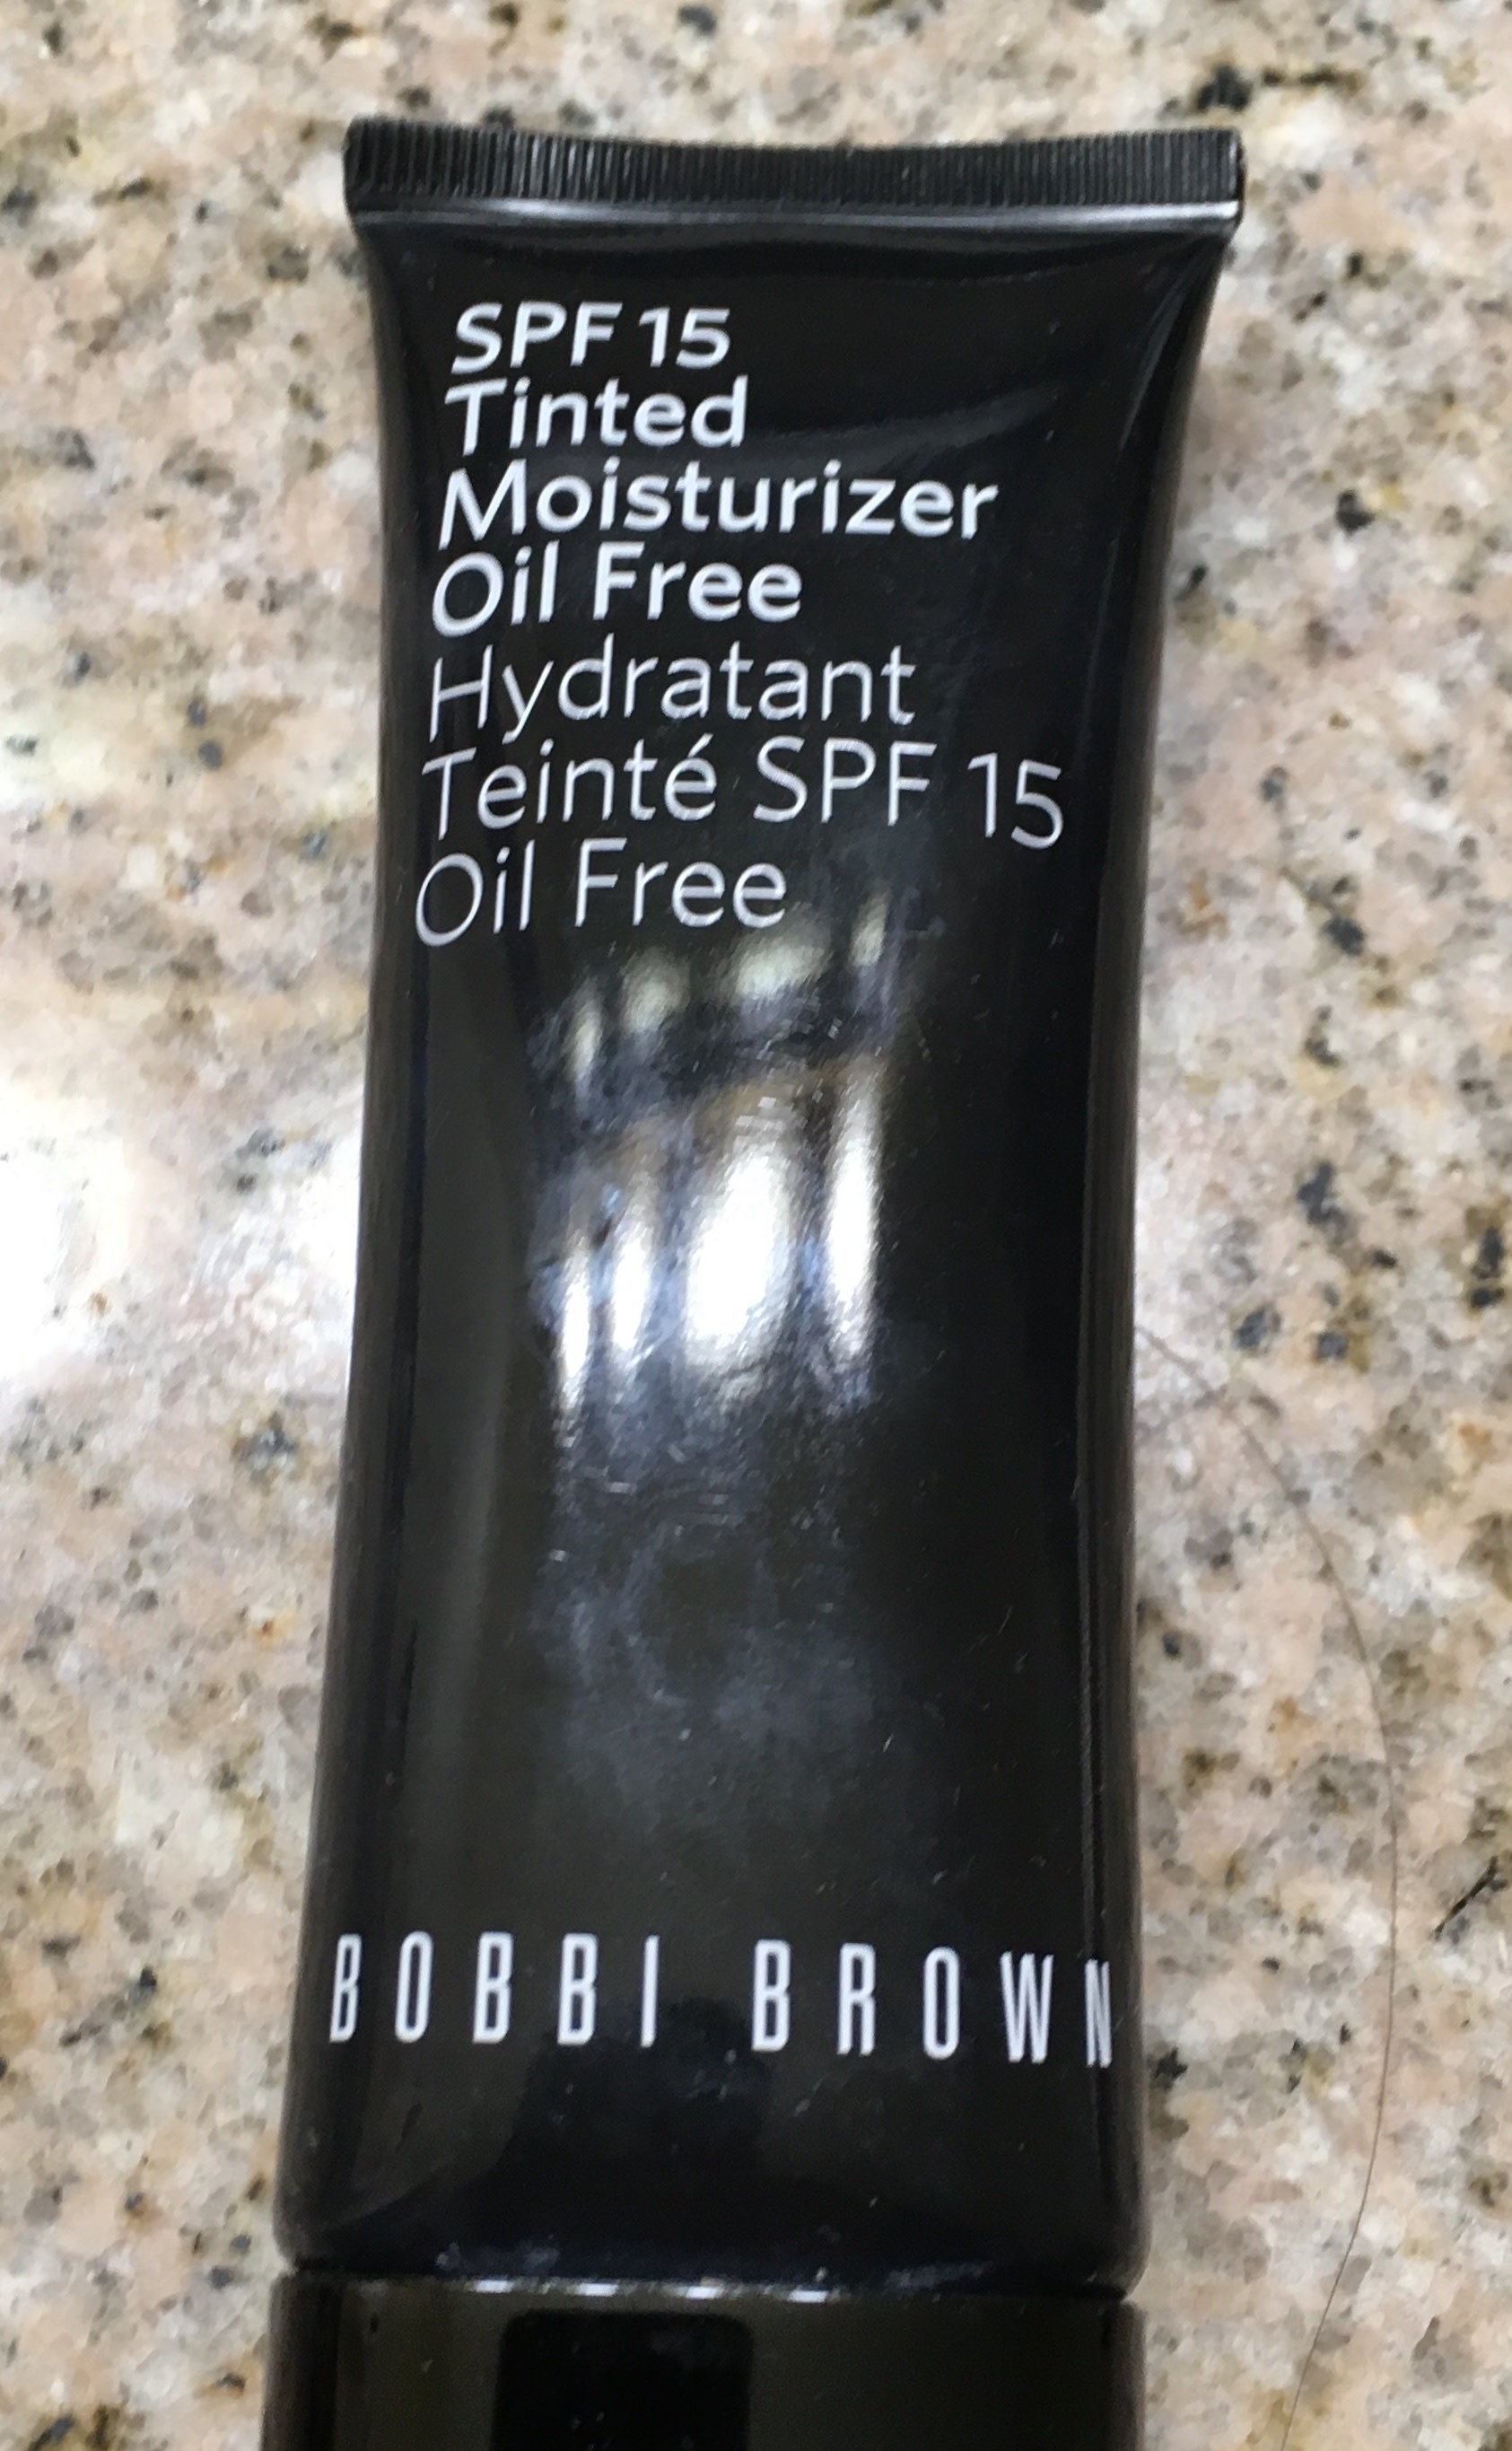 SPF 15
Tinted
Moisturizer
Oil Free
Hydratant
Teinté SPF 15
Oil Free
BOBBI BROWN